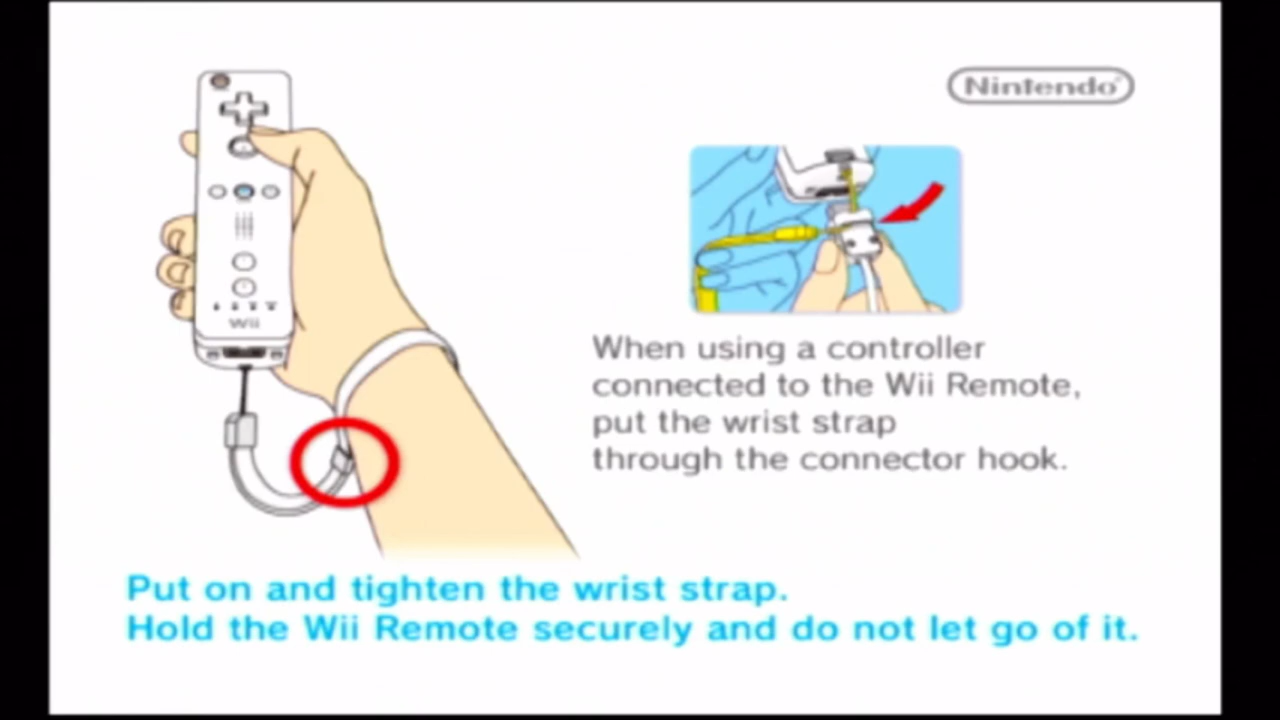 Nintendo
Wii
When using a controller
connected to the Wii Remote,
put the wrist strap
through the connector hook.
Put on and tighten the wrist strap.
Hold the Wii Remote securely and do not let go of it.